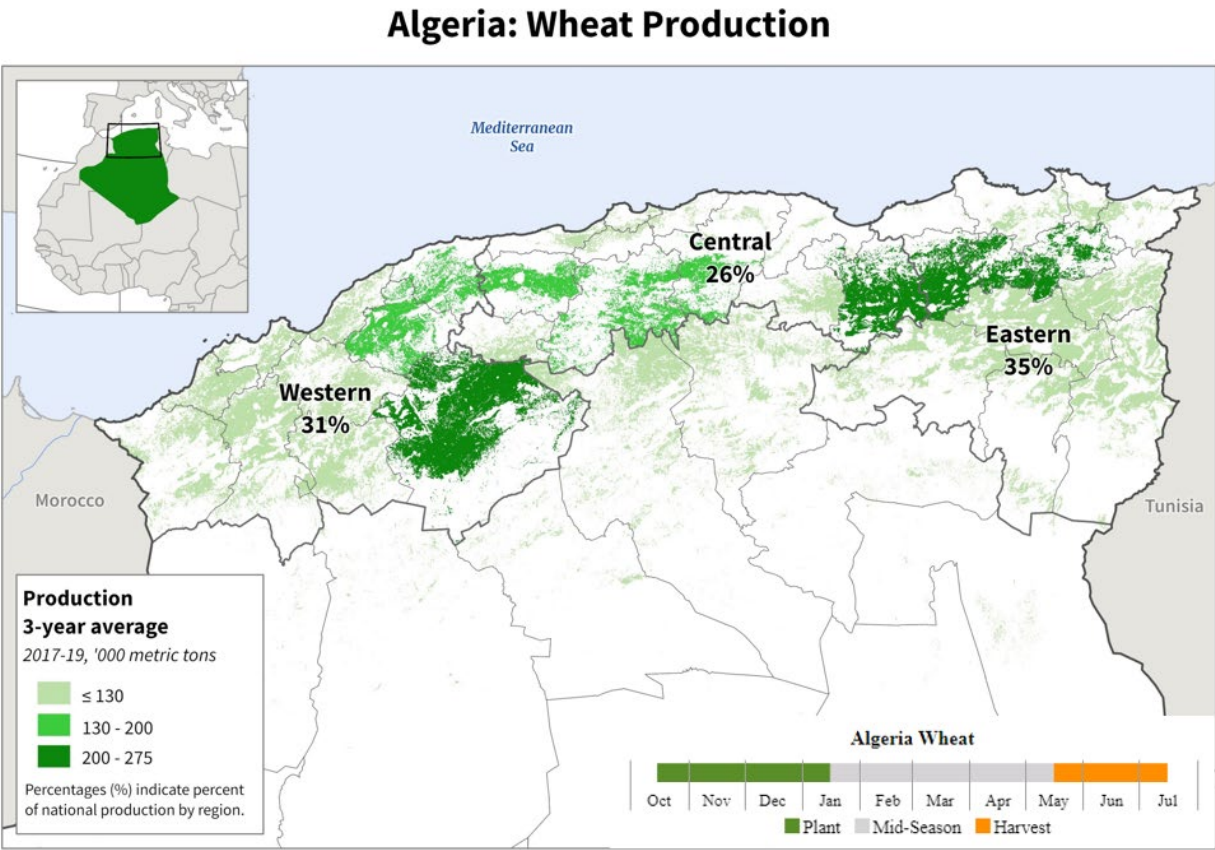 Algeria: Wheat Production
Mediterranean
Sea
Central
26%
Eastern
35%
Western
31%
Morocco
Tunisia
Production
3-year average
2017-19, '000 metric tons
≤ 130
130 - 200
200 - 275
Percentages (%) indicate percent
of national production by region.
Algeria Wheat
Oct Nov Dec Jan Feb Mar Apr May Jun Jul
Plant Mid-Season Harvest